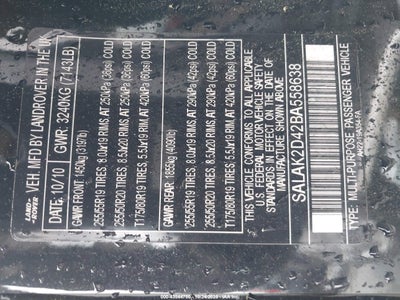 LAND ROVER
VEH. MFD BY LANDROVER IN THE
DATE: 10/10 GWR: 3240KG (7143LB)
GAWR FRONT: 1450kg (3197lb)
255/55R19 TIRES, 8.0Jx19 RIMS, AT 250kPa (36psi) COLD
255/50R20 TIRES, 8.5Jx20 RIMS, AT 250kPa (36psi) COLD
T175/80R19 TIRES, 5.5Jx19 RIMS, AT 420kPa (60psi) COLD
GAWR REAR: 1855kg (4090lb)
255/55R19 TIRES, 8.0Jx19 RIMS, AT 290kPa (42psi) COLD
255/50R20 TIRES, 8.5Jx20 RIMS, AT 290kPa (42psi) COLD
T175/80R19 TIRES, 5.5Jx19 RIMS, AT 420kPa (60psi) COLD
THIS VEHICLE CONFORMS TO ALL APPLICABLE
U.S. FEDERAL MOTOR VEHICLE SAFETY
STANDARDS IN EFFECT ON THE DATE OF
MANUFACTURE SHOWN ABOVE
SALAK2D42BA558638
TYPE: MULTI-PURPOSE PASSENGER VEHICLE